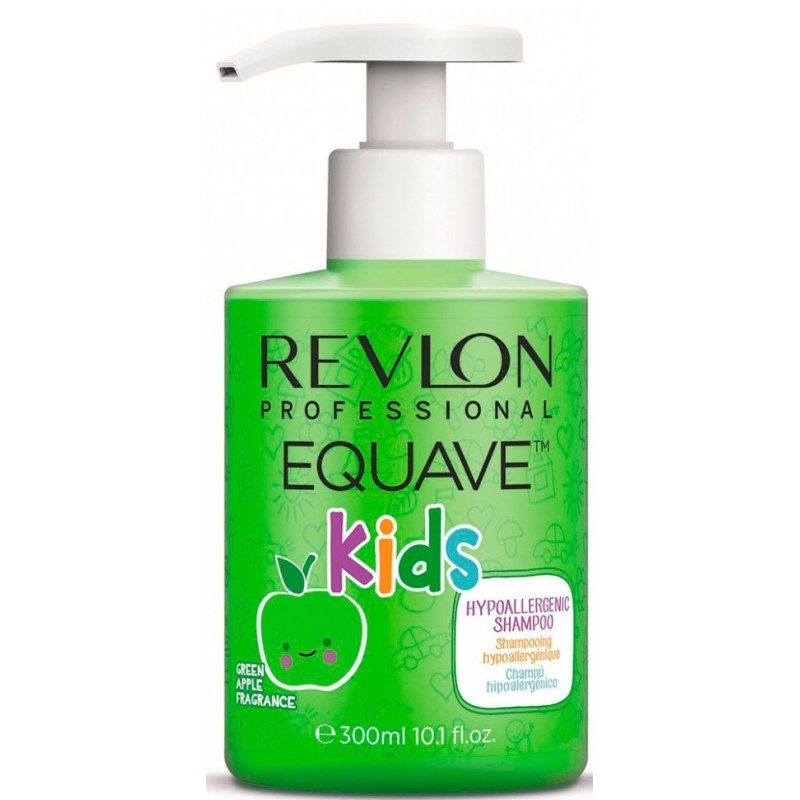 REVLON
PROFESSIONAL
EQUAVE™
Kids
HYPOALLERGENIC
SHAMPOO
Shampooing
hypoallergénique
Champú
hipoalergénico
GREEN
APPLE
FRAGRANCE
℮300ml 10.1 fl.oz.